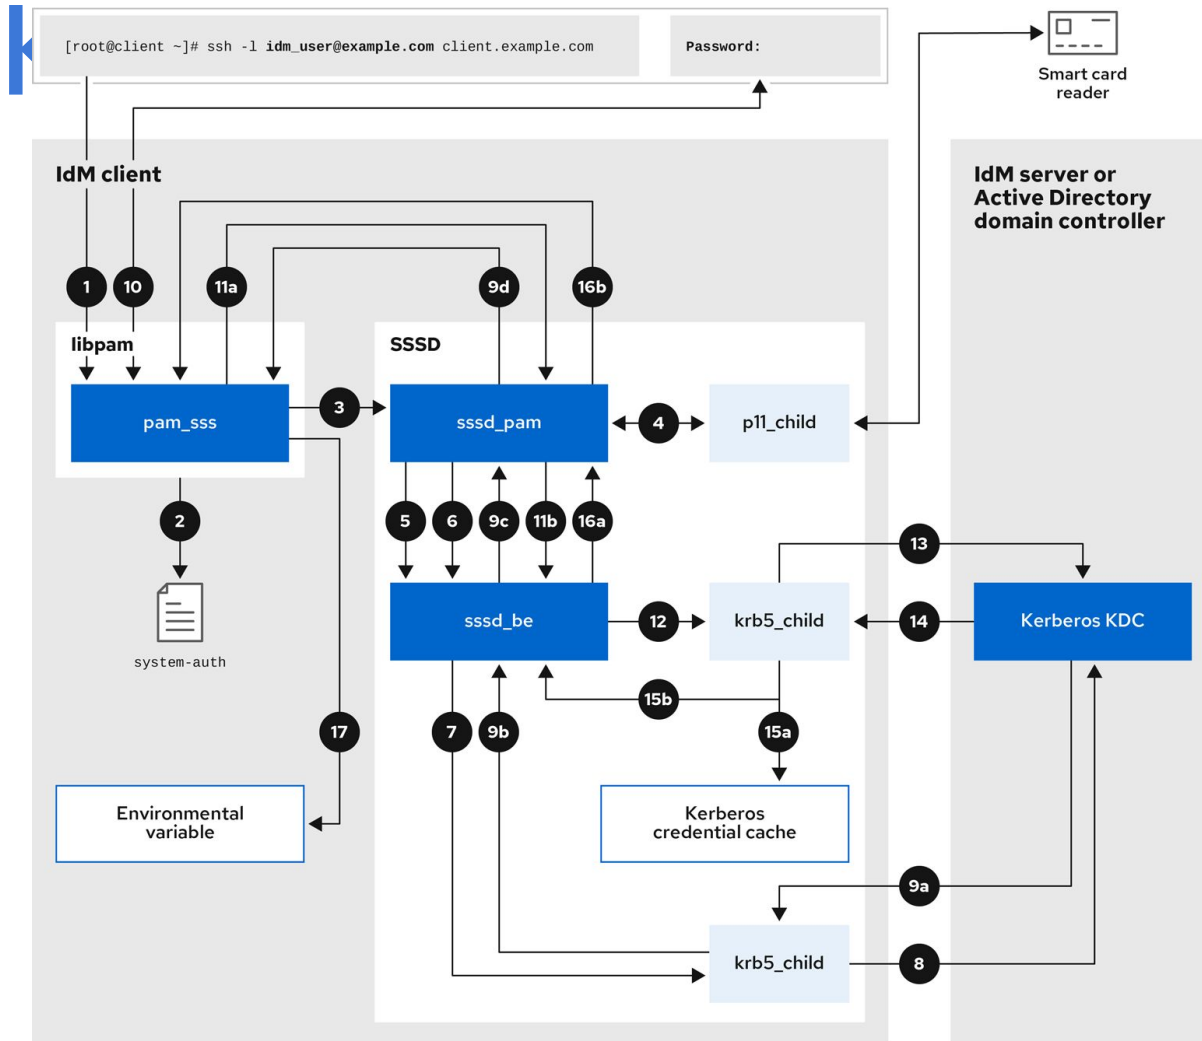 [root@client ~]# ssh -l idm_user@example.com client.example.com
Password:
Smart card
reader
IdM client
IdM server or
Active Directory
domain controller
1
10
11a
9d
16b
libpam
SSSD
pam_sss
3
sssd_pam
4
p11_child
2
5
6
9c
11b
16a
13
system-auth
sssd_be
12
krb5_child
14
Kerberos KDC
15b
17
7
9b
15a
Environmental
variable
Kerberos
credential cache
9a
krb5_child
8